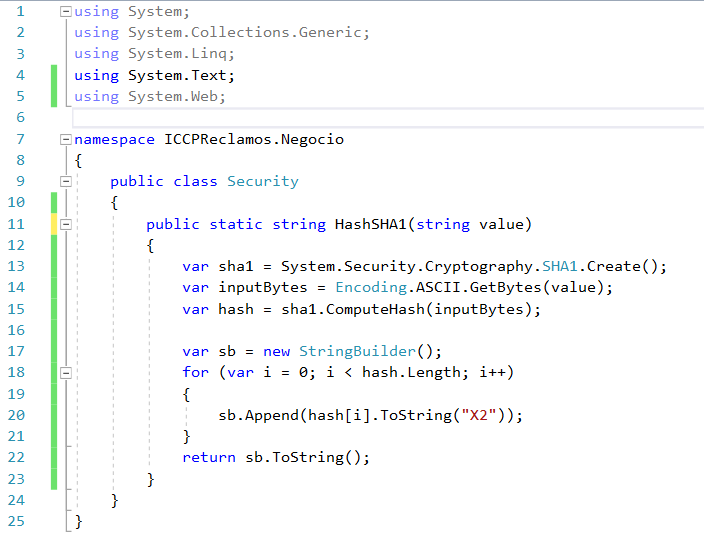 1 using System;
2 using System.Collections.Generic;
3 using System.Linq;
4 using System.Text;
5 using System.Web;
6
7 namespace ICCPReclamos.Negocio
8 {
9     public class Security
10     {
11         public static string HashSHA1(string value)
12         {
13             var sha1 = System.Security.Cryptography.SHA1.Create();
14             var inputBytes = Encoding.ASCII.GetBytes(value);
15             var hash = sha1.ComputeHash(inputBytes);
16
17             var sb = new StringBuilder();
18             for (var i = 0; i < hash.Length; i++)
19             {
20                 sb.Append(hash[i].ToString("X2"));
21             }
22             return sb.ToString();
23         }
24     }
25 }